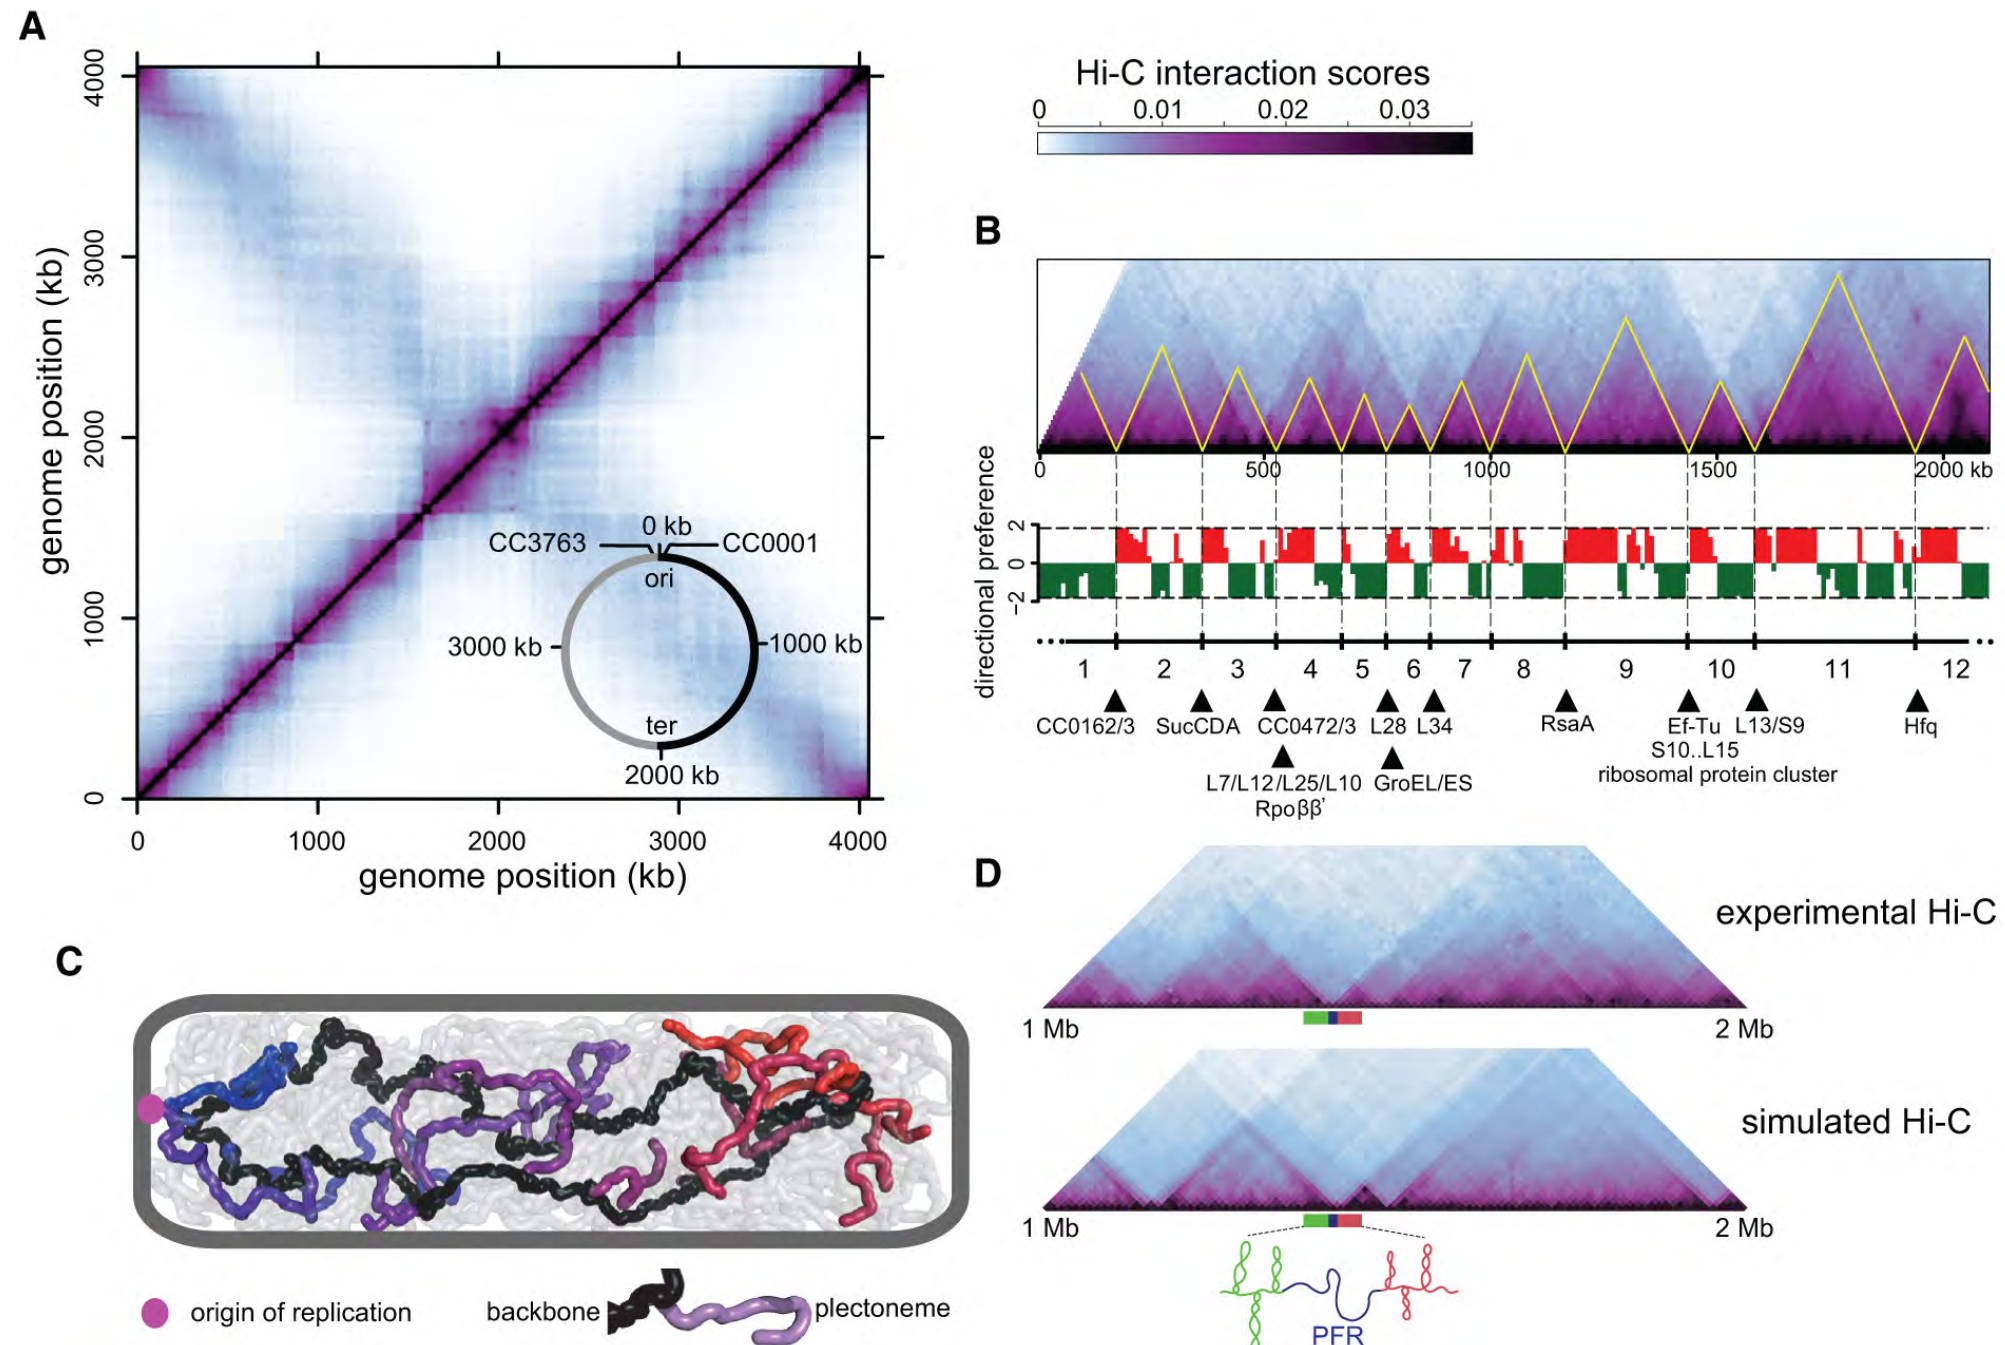 A
genome position (kb)
4000
3000
2000
1000
0
0 1000 2000 3000 4000
genome position (kb)
0 kb
CC3763 CC0001
ori
3000 kb 1000 kb
ter
2000 kb
Hi-C interaction scores
0 0.01 0.02 0.03
B
0 500 1000 1500 2000 kb
directional preference
2
0
−2
1 2 3 4 5 6 7 8 9 10 11 12
CC0162/3 SucCDA CC0472/3 L28 L34 RsaA Ef-Tu L13/S9 Hfq
S10..L15
ribosomal protein cluster
L7/L12/L25/L10 GroEL/ES
Rpoββ'
C
origin of replication backbone plectoneme
D
experimental Hi-C
1 Mb 2 Mb
simulated Hi-C
1 Mb 2 Mb
PFR